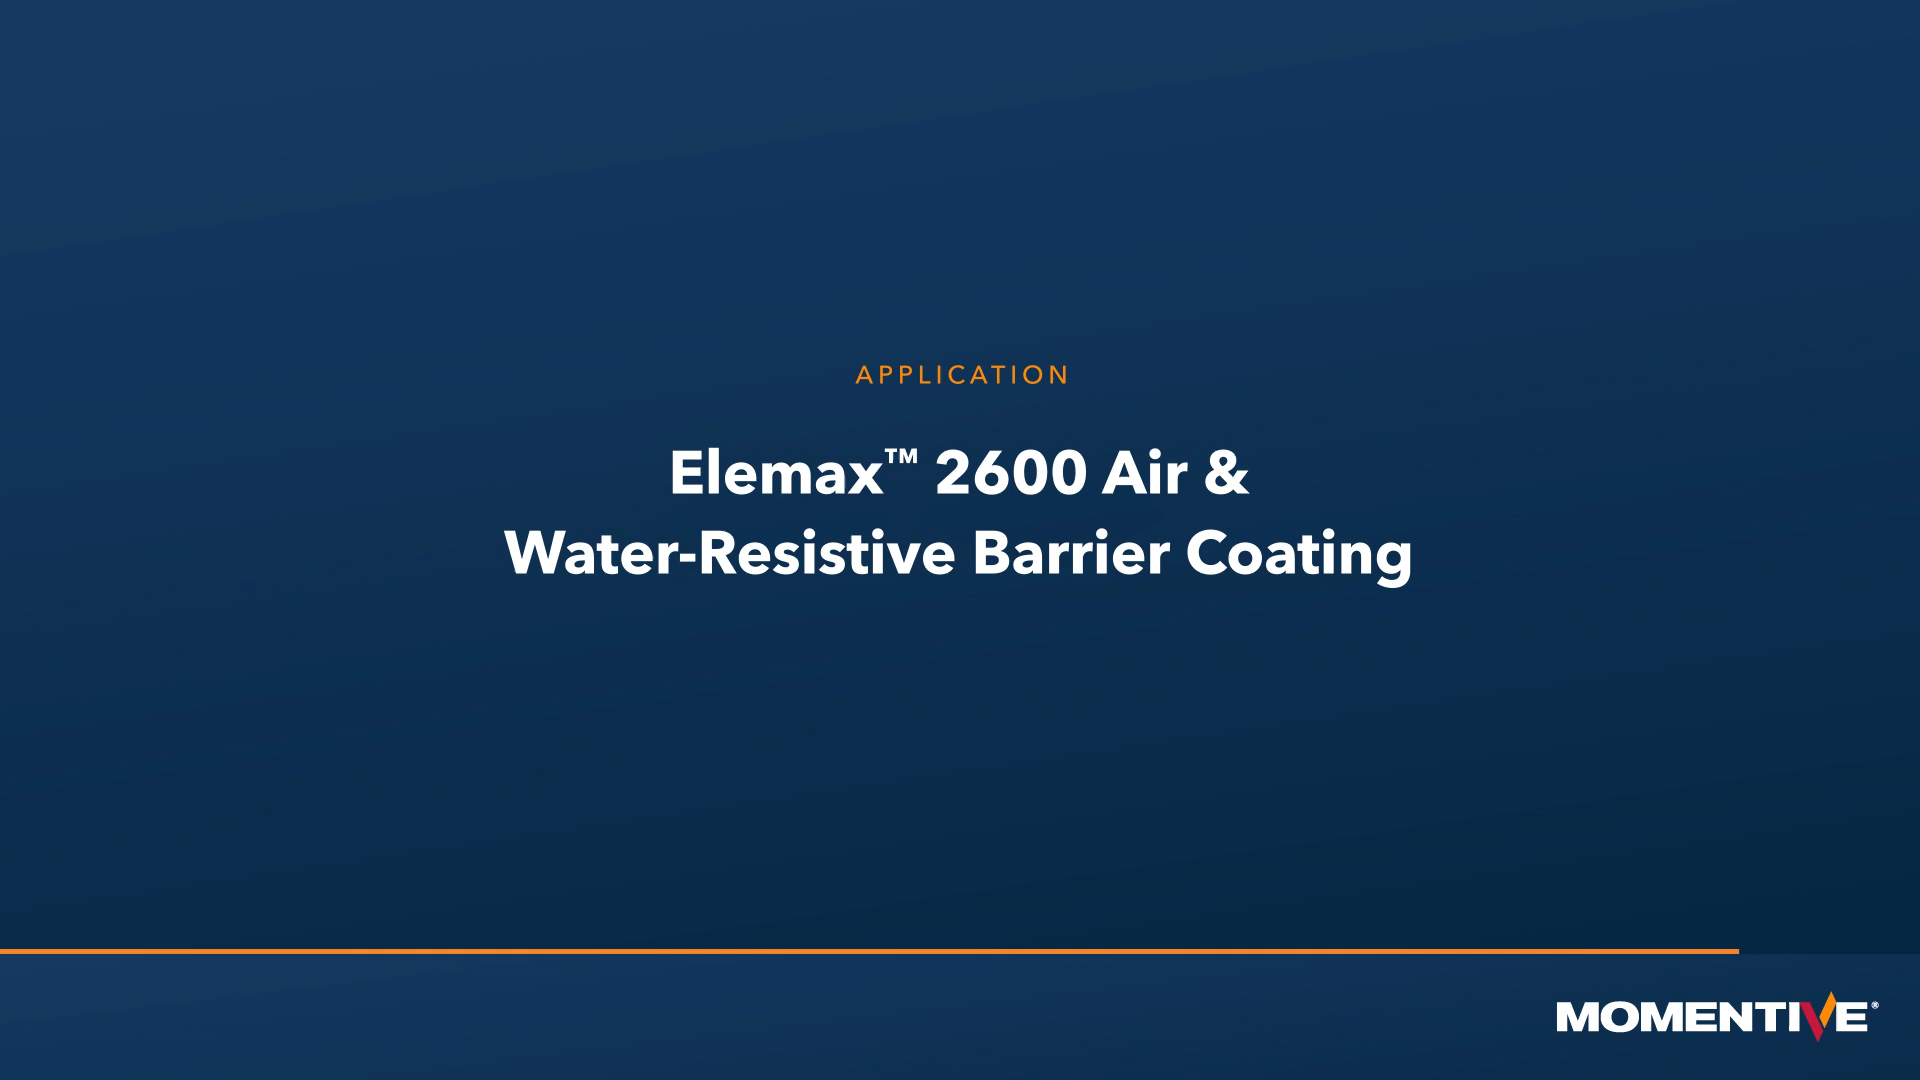 APPLICATION
Elemax™ 2600 Air &
Water-Resistive Barrier Coating
MOMENTIVE®